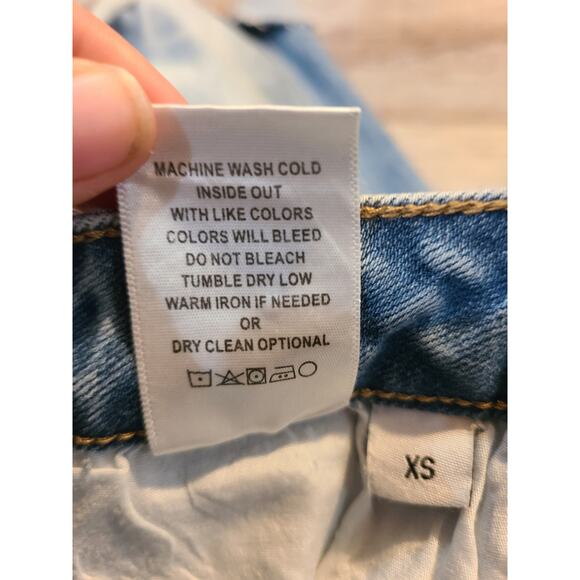 MACHINE WASH COLD
INSIDE OUT
WITH LIKE COLORS
COLORS WILL BLEED
DO NOT BLEACH
TUMBLE DRY LOW
WARM IRON IF NEEDED
OR
DRY CLEAN OPTIONAL
XS